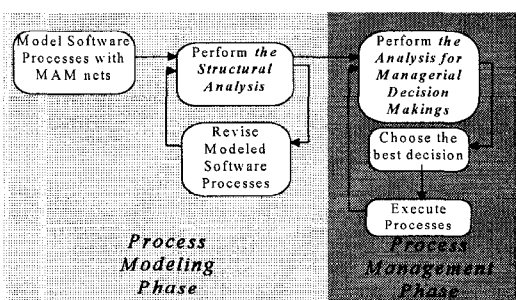 Model Software
Processes with
MAM nets
Perform the
Structural
Analysis
Revise
Modeled
Software
Processes
Perform the
Analysis for
Managerial
Decision
Makings
Choose the
best decision
Execute
Processes
Process
Modeling
Phase
Process
Management
Phase